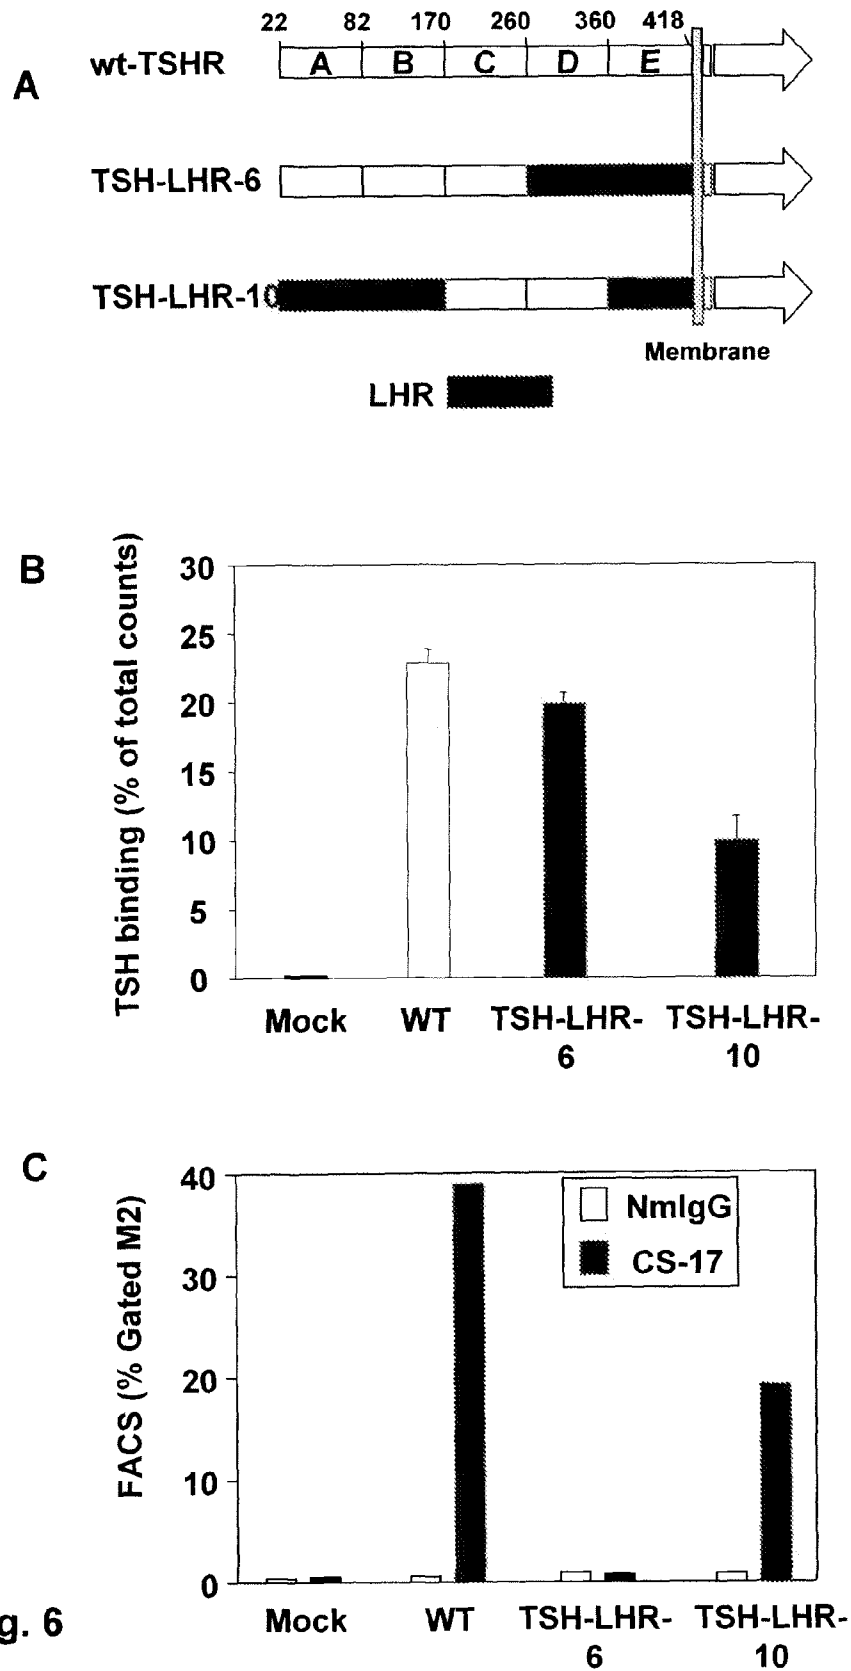 22 82 170 260 360 418
A
wt-TSHR
A B C D E
TSH-LHR-6
TSH-LHR-10
Membrane
LHR
B
TSH binding (% of total counts)
30
25
20
15
10
5
0
Mock WT TSH-LHR- TSH-LHR-
6 10
C
FACS (% Gated M2)
40
30
20
10
0
NmIgG
CS-17
Mock WT TSH-LHR- TSH-LHR-
6 10
g. 6